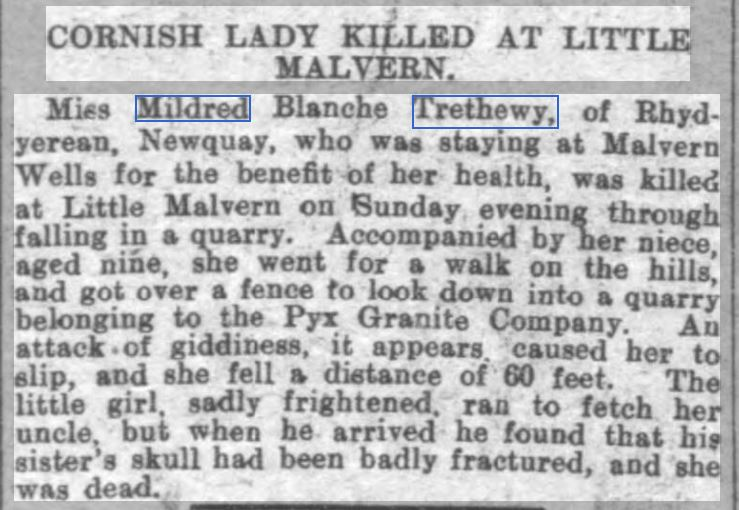 CORNISH LADY KILLED AT LITTLE
MALVERN.
Miss Mildred Blanche Trethewy, of Rhyd-
yerean, Newquay, who was staying at Malvern
Wells for the benefit of her health, was killed
at Little Malvern on Sunday evening through
falling in a quarry. Accompanied by her niece,
aged nine, she went for a walk on the hills,
and got over a fence to look down into a quarry
belonging to the Pyx Granite Company. An
attack of giddiness, it appears, caused her to
slip, and she fell a distance of 60 feet. The
little girl, sadly frightened, ran to fetch her
uncle, but when he arrived he found that his
sister's skull had been badly fractured, and she
was dead.